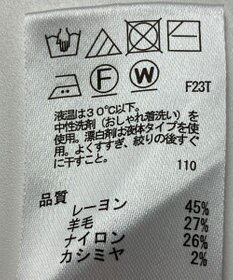 F
W
F23T
液温は30℃以下。
中性洗剤(おしゃれ着洗い)を
使用。漂白剤は液体タイプを使
用。よくすすぎ、絞りの後すぐ
に干すこと。
110
品質
レーヨン 45%
羊毛 27%
ナイロン 26%
カシミヤ 2%